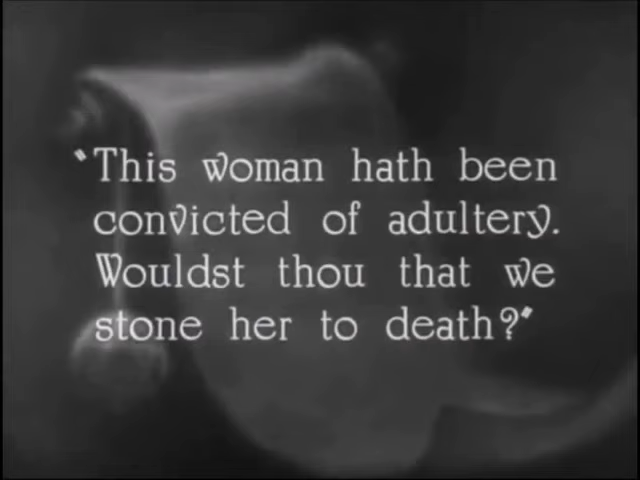 "This woman hath been
convicted of adultery.
Wouldst thou that we
stone her to death?"